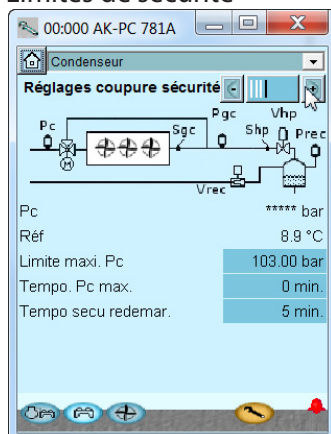 Limites de sécurité
00:000 AK-PC 781A
Condenseur
Réglages coupure sécurité
Pgc Vhp
Pc Sgc Shp Prec
Vrec
M
Pc ***** bar
Réf 8.9 °C
Limite maxi. Pc 103.00 bar
Tempo. Pc max. 0 min.
Tempo secu redemar. 5 min.